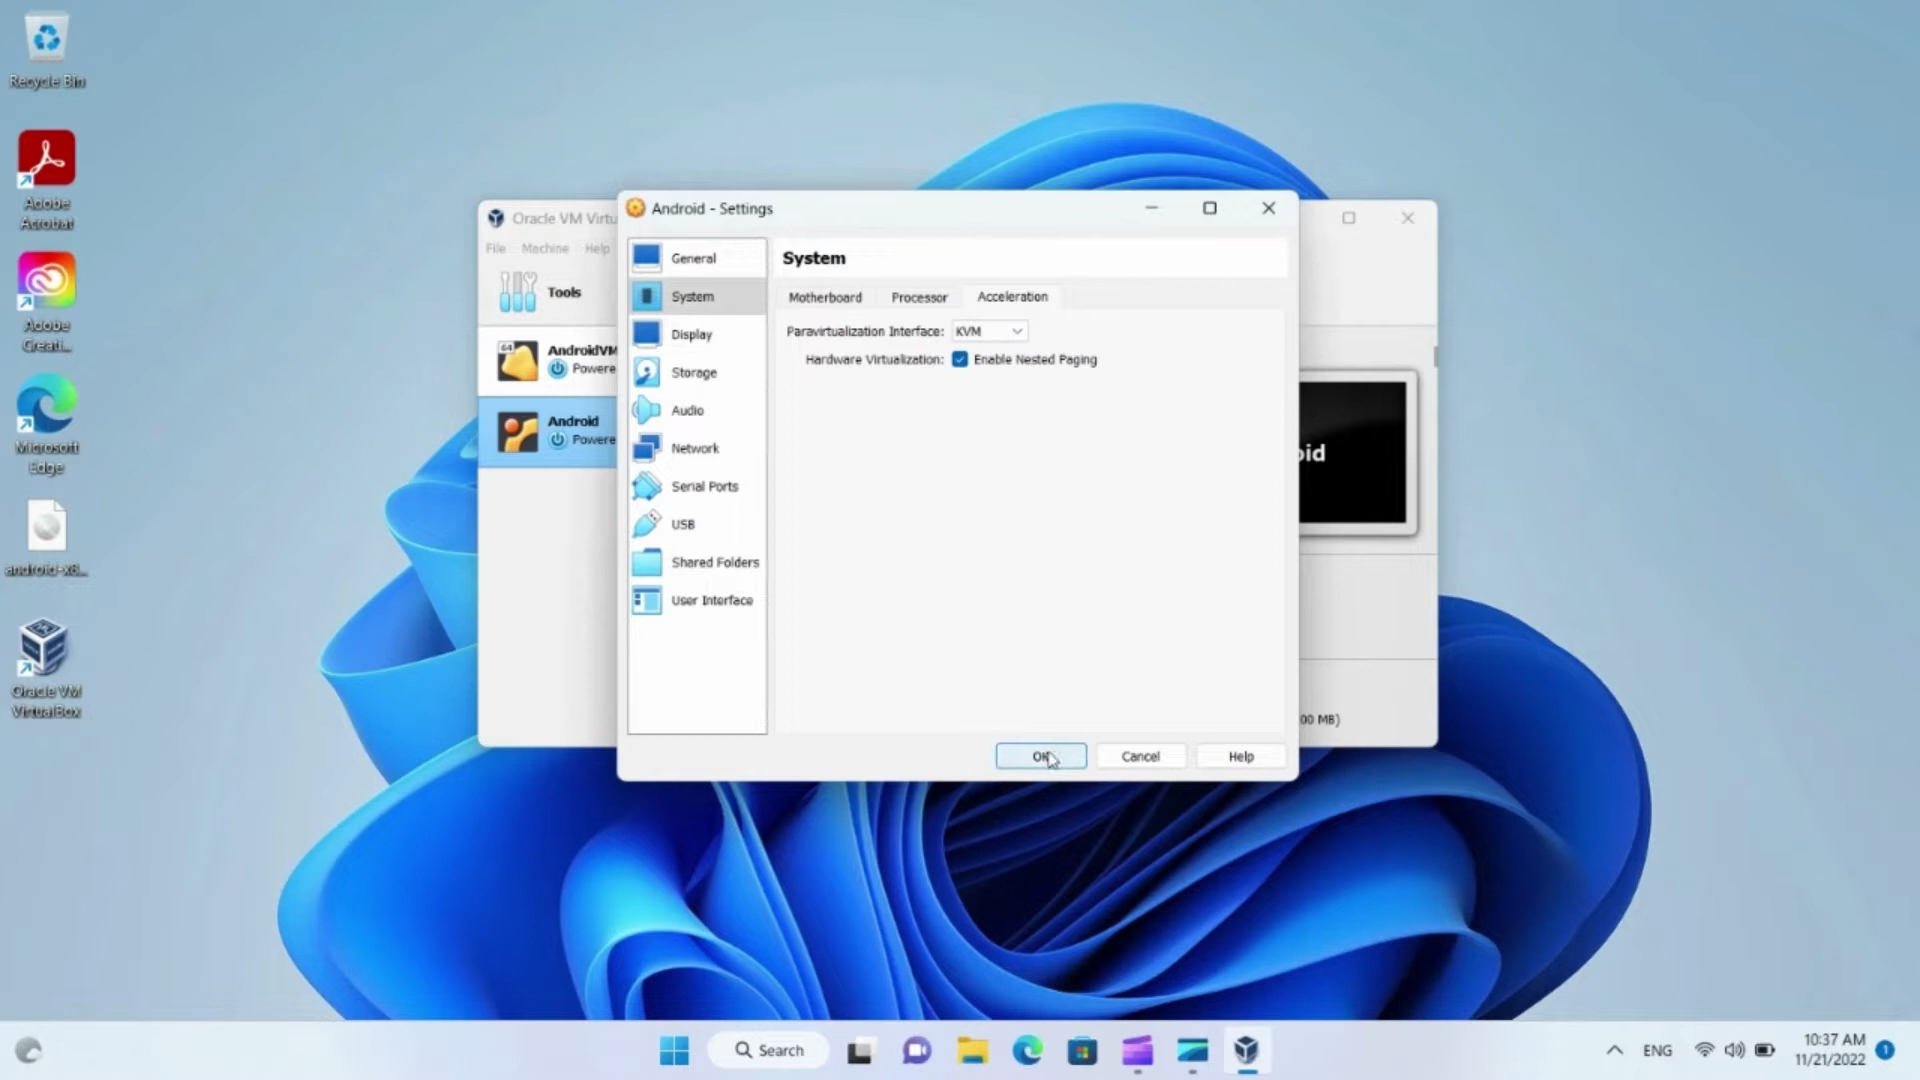 Recycle Bin
Adobe
Acrobat
Adobe
Creati...
Microsoft
Edge
android-x8...
Oracle VM
VirtualBox
Oracle VM Virtu
File Machine Help
Tools
64
AndroidVM
Powere
Android
Powere
oid
00 MB)
Android - Settings
General
System
Display
Storage
Audio
Network
Serial Ports
USB
Shared Folders
User Interface
System
Motherboard Processor Acceleration
Paravirtualization Interface: KVM
Hardware Virtualization: Enable Nested Paging
OK Cancel Help
Search
ENG
10:37 AM
11/21/2022
1